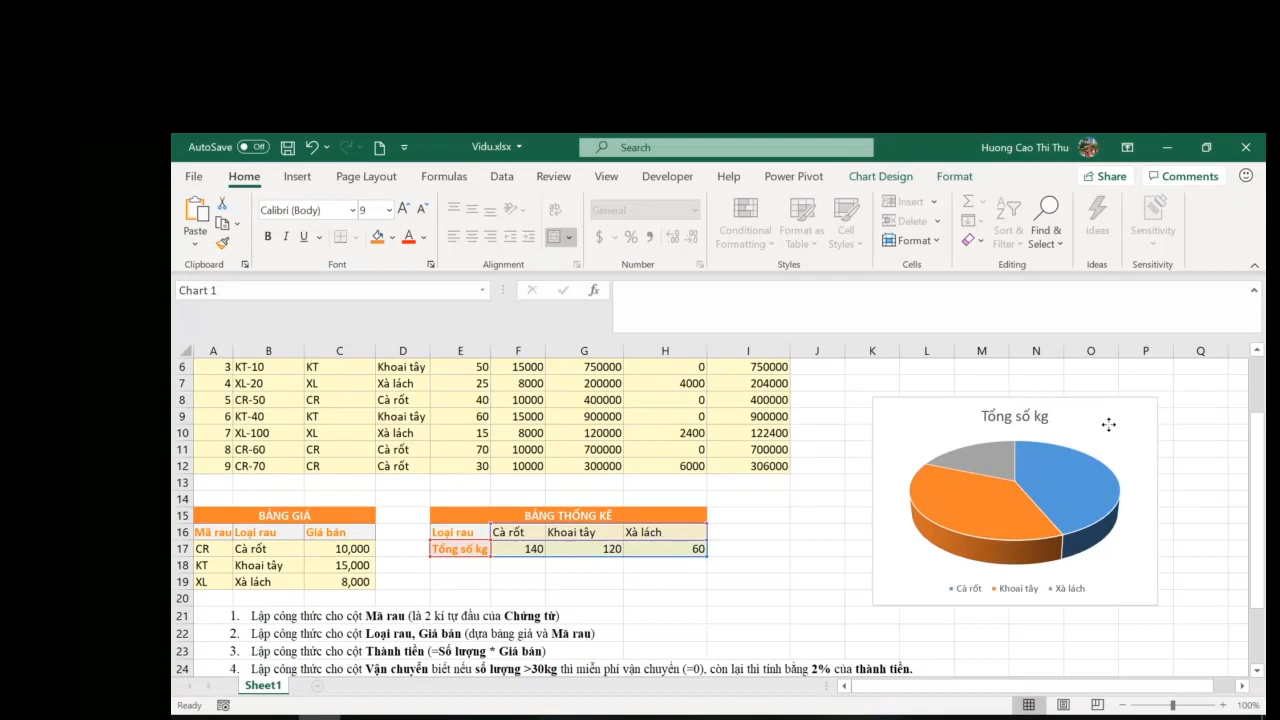 AutoSave Off Vidu.xlsx Search Huong Cao Thi Thu
File Home Insert Page Layout Formulas Data Review View Developer Help Power Pivot Chart Design Format Share Comments
Paste Calibri (Body) 9 General Conditional Formatting Format as Table Cell Styles Insert Delete Format Sort & Filter Find & Select Ideas Sensitivity
B I U $ %
Clipboard Font Alignment Number Styles Cells Editing Ideas Sensitivity
Chart 1 fx
A B C D E F G H I J K L M N O P Q
6 3 KT-10 KT Khoai tây 50 15000 750000 0 750000
7 4 XL-20 XL Xà lách 25 8000 200000 4000 204000
8 5 CR-50 CR Cà rốt 40 10000 400000 0 400000
9 6 KT-40 KT Khoai tây 60 15000 900000 0 900000
10 7 XL-100 XL Xà lách 15 8000 120000 2400 122400
11 8 CR-60 CR Cà rốt 70 10000 700000 0 700000
12 9 CR-70 CR Cà rốt 30 10000 300000 6000 306000
13
14
15 BẢNG GIÁ BẢNG THỐNG KÊ
16 Mã rau Loại rau Giá bán Loại rau Cà rốt Khoai tây Xà lách
17 CR Cà rốt 10,000 Tổng số kg 140 120 60
18 KT Khoai tây 15,000
19 XL Xà lách 8,000
20
21 1. Lập công thức cho cột Mã rau (là 2 kí tự đầu của Chứng từ)
22 2. Lập công thức cho cột Loại rau, Giá bán (dựa bảng giá và Mã rau)
23 3. Lập công thức cho cột Thành tiền (=Số lượng * Giá bán)
24 4. Lập công thức cho cột Vận chuyển biết nếu số lượng >30kg thì miễn phí vận chuyển (=0), còn lại thì tính bằng 2% của thành tiền.
Tổng số kg
Cà rốt Khoai tây Xà lách
Sheet1
Ready 100%